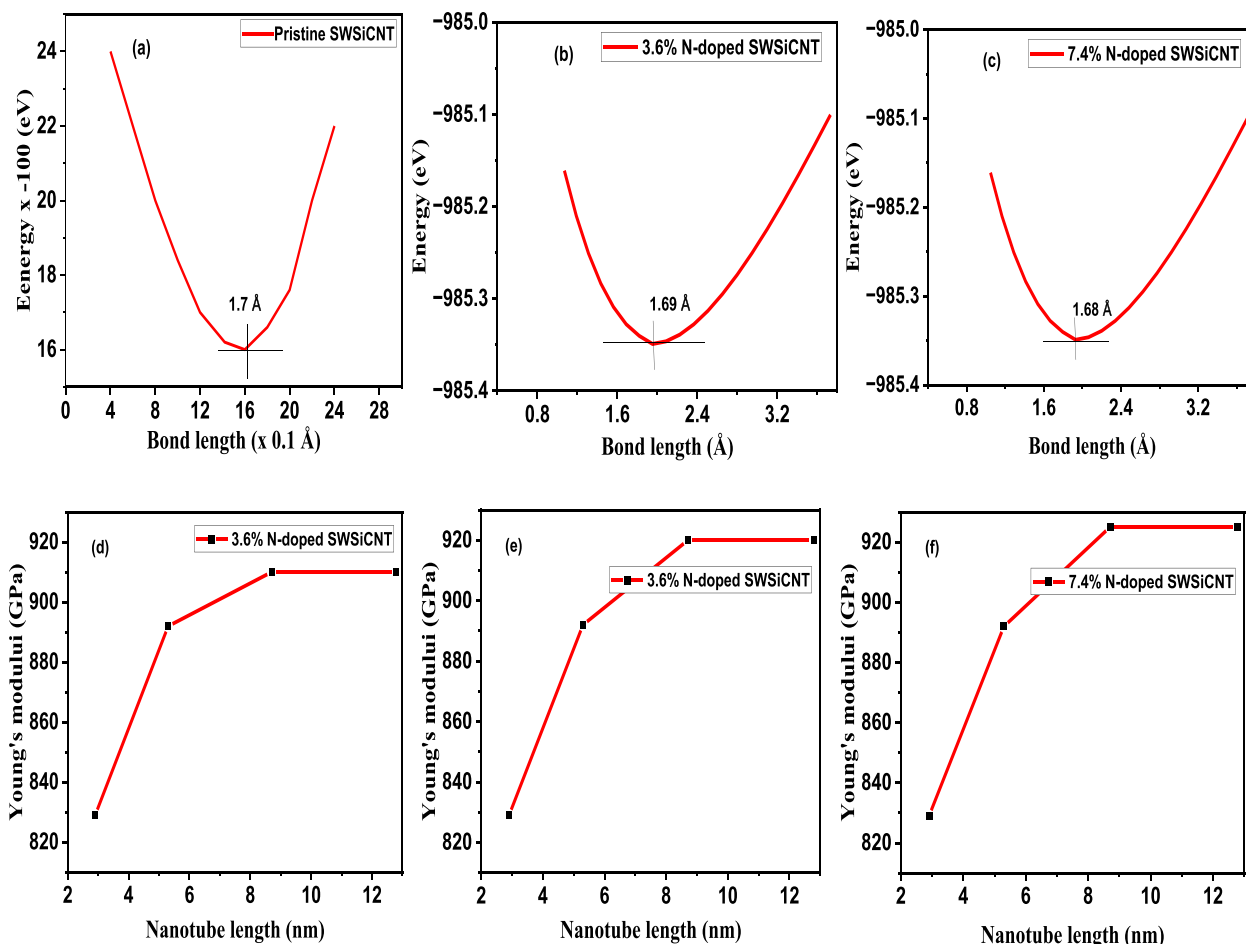 (a)
Pristine SWSiCNT
Eenergy x -100 (eV)
24
22
20
18
16
1.7 Å
0 4 8 12 16 20 24 28
Bond length (x 0.1 Å)
(b)
3.6% N-doped SWSiCNT
Energy (eV)
−985.0
−985.1
−985.2
−985.3
−985.4
1.69 Å
0.8 1.6 2.4 3.2
Bond length (Å)
(c)
7.4% N-doped SWSiCNT
Energy (eV)
−985.0
−985.1
−985.2
−985.3
−985.4
1.68 Å
0.8 1.6 2.4 3.2
Bond length (Å)
(d)
3.6% N-doped SWSiCNT
Young's modului (GPa)
920
900
880
860
840
820
2 4 6 8 10 12
Nanotube length (nm)
(e)
3.6% N-doped SWSiCNT
Young's modului (GPa)
920
900
880
860
840
820
2 4 6 8 10 12
Nanotube length (nm)
(f)
7.4% N-doped SWSiCNT
Young's modului (GPa)
920
900
880
860
840
820
2 4 6 8 10 12
Nanotube length (nm)